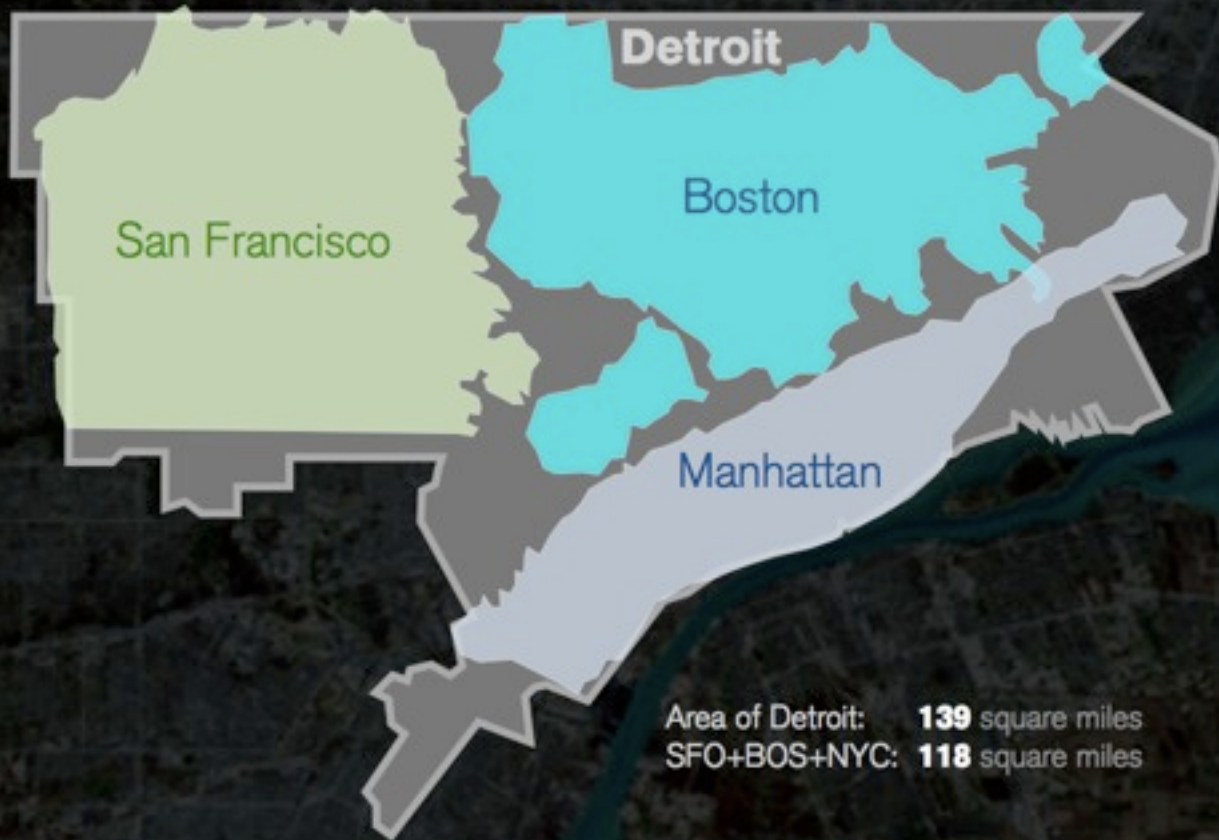 Detroit
Boston
San Francisco
Manhattan
Area of Detroit: 139 square miles
SFO+BOS+NYC: 118 square miles